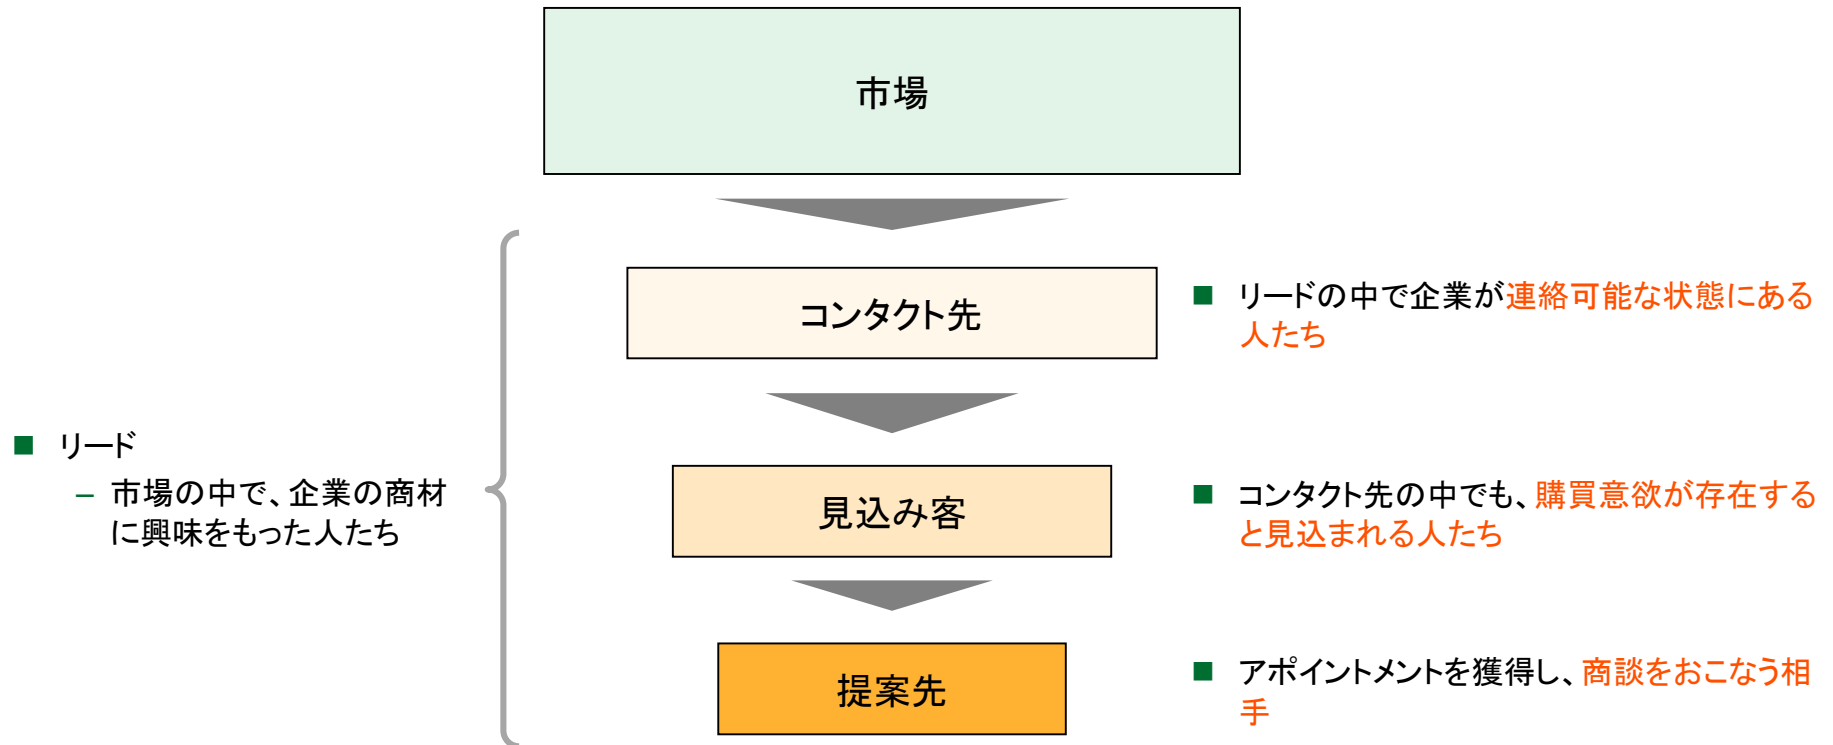 市場
コンタクト先
リードの中で企業が連絡可能な状態にある
人たち
リード
– 市場の中で、企業の商材
に興味をもった人たち
見込み客
コンタクト先の中でも、購買意欲が存在する
と見込まれる人たち
提案先
アポイントメントを獲得し、商談をおこなう相
手